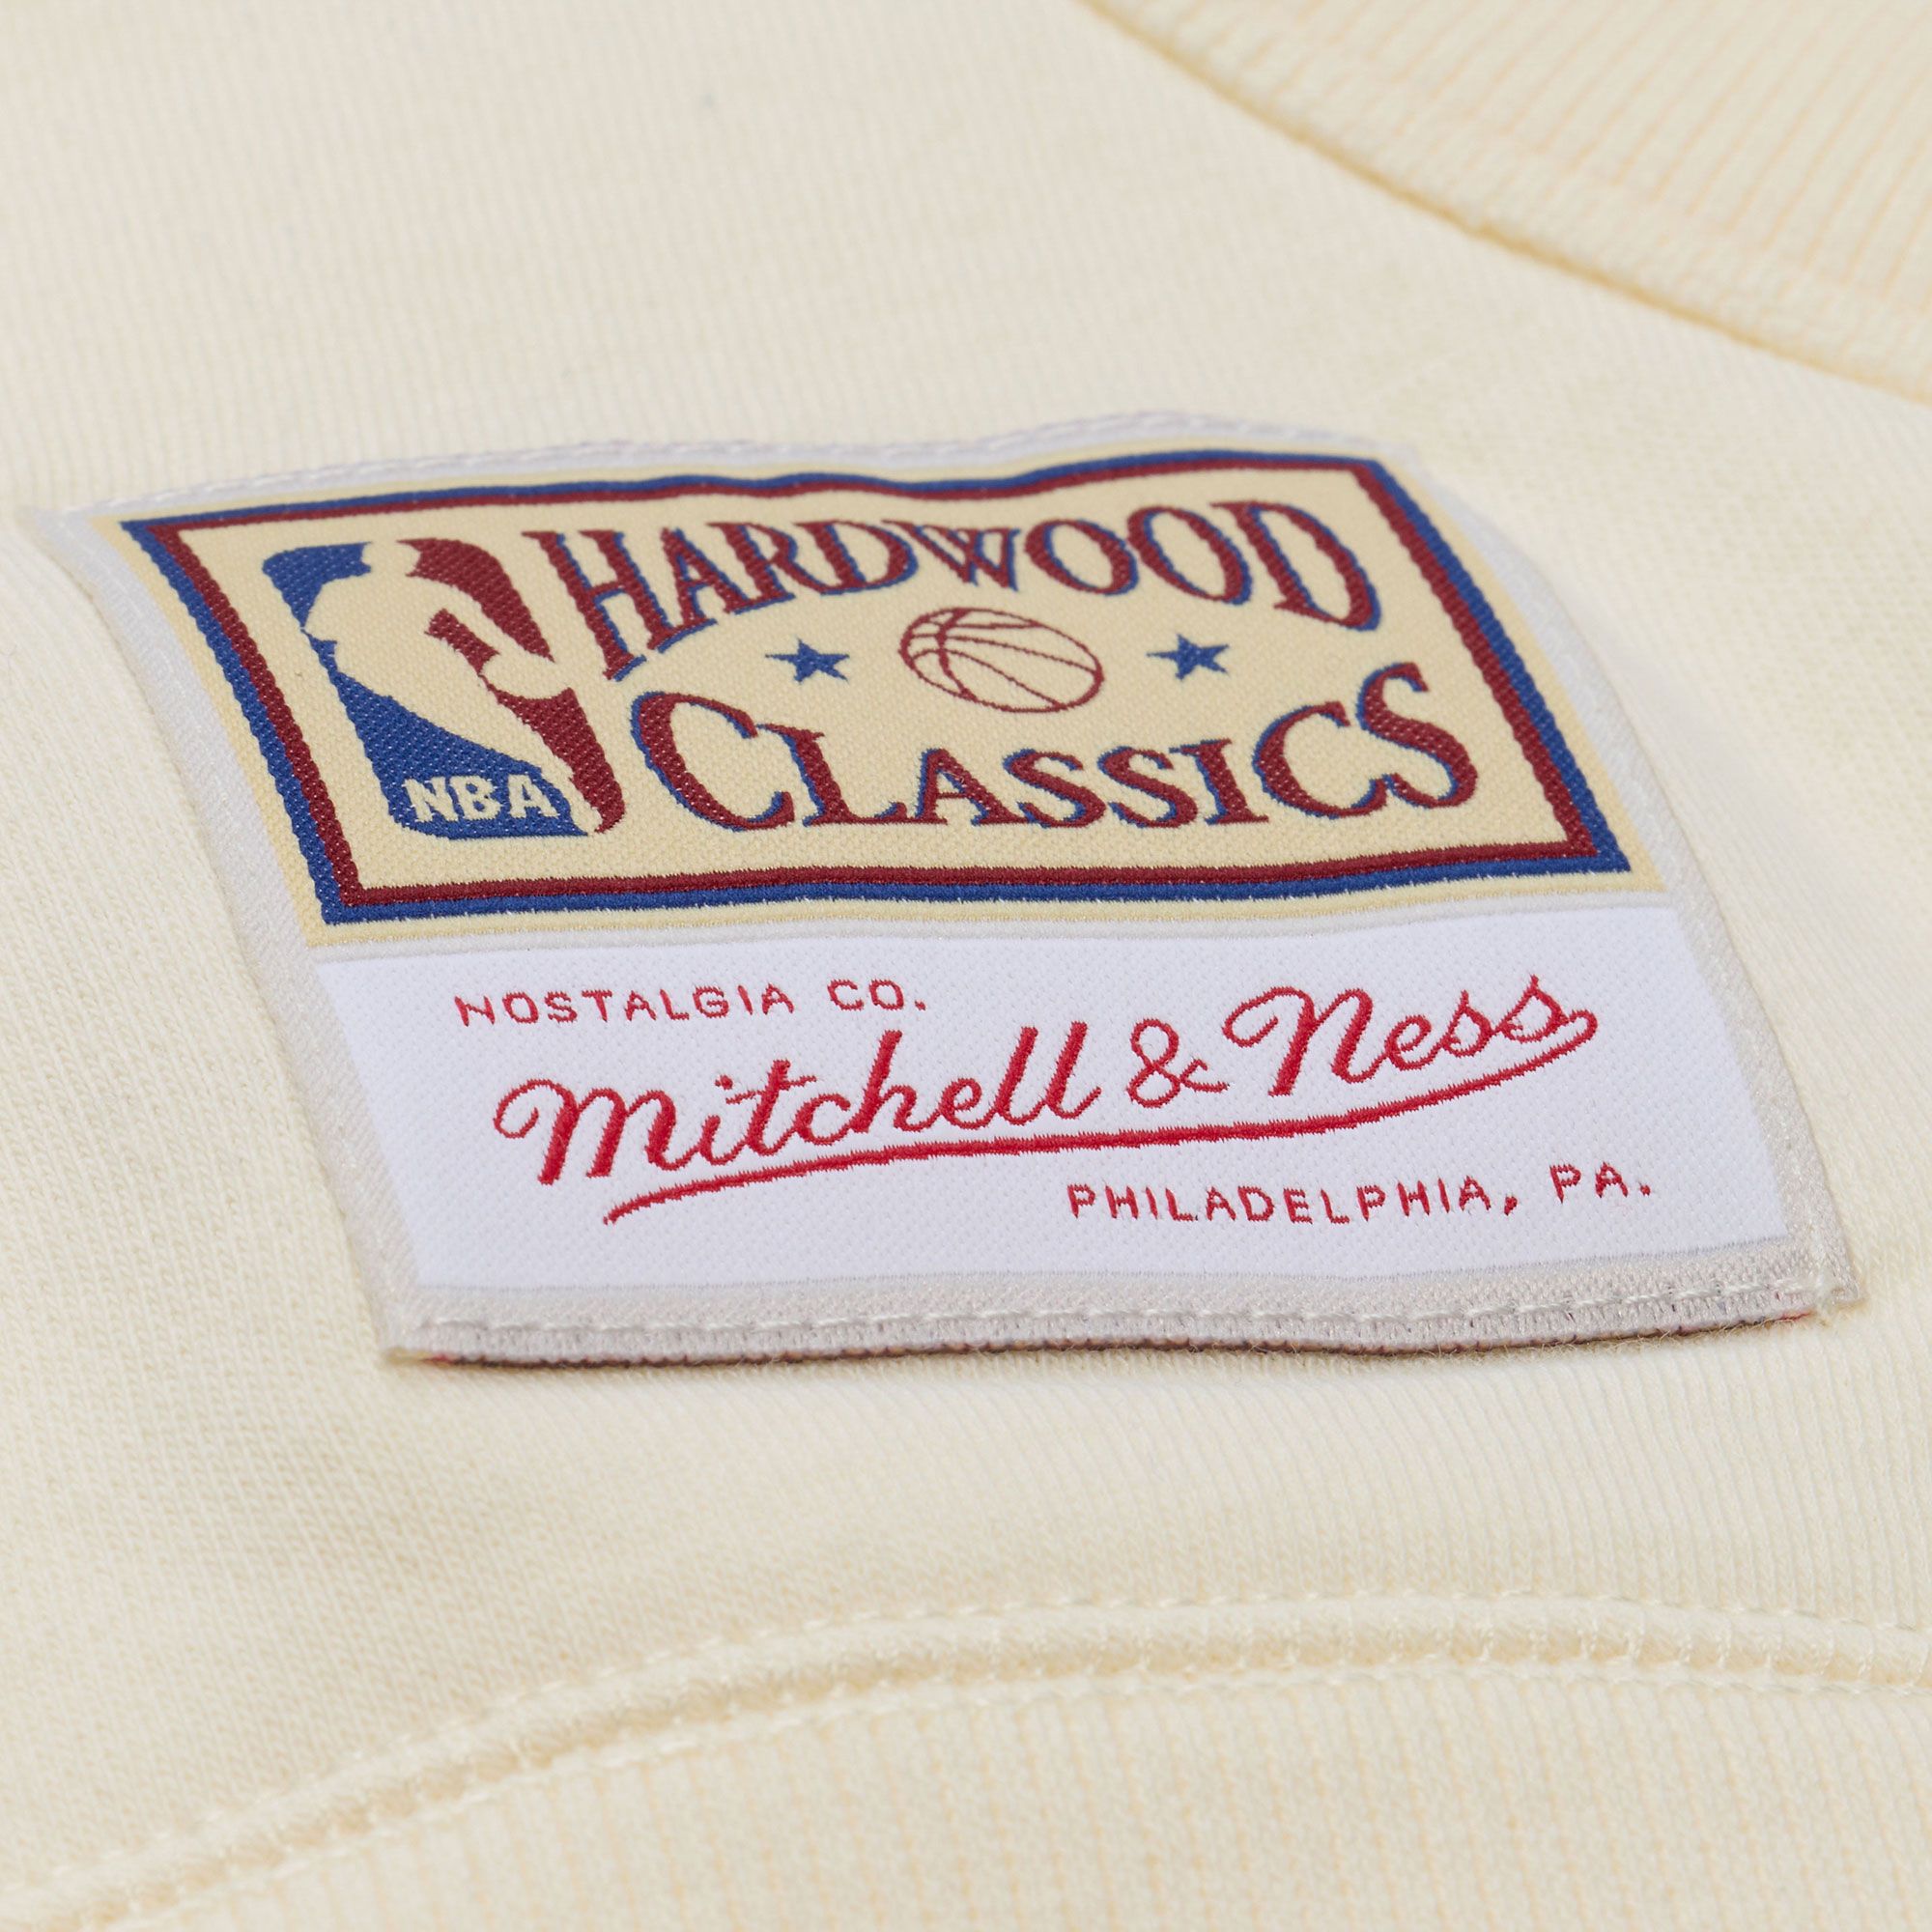 HARDWOOD
CLASSICS
NBA
NOSTALGIA CO.
Mitchell & Ness
PHILADELPHIA, PA.